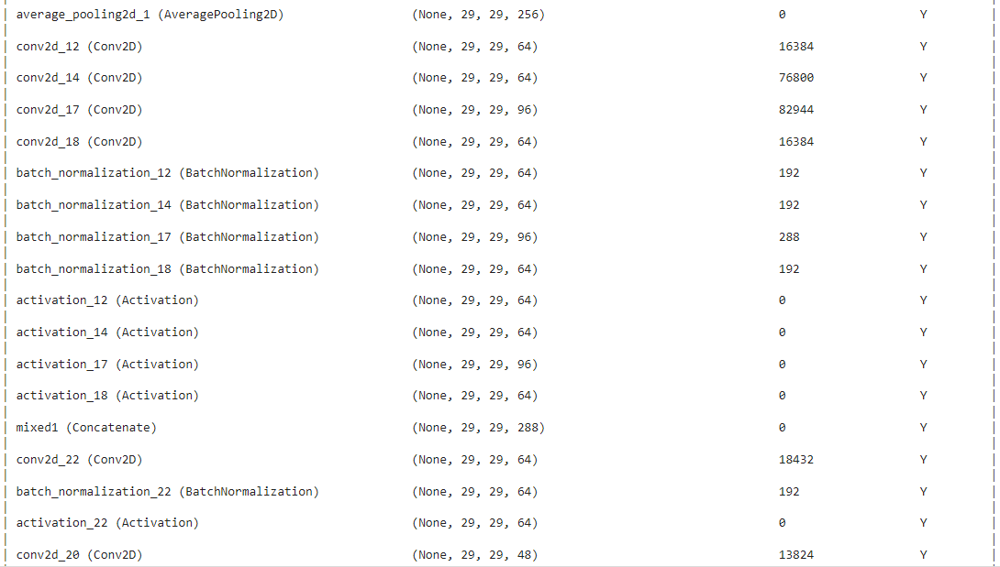 average_pooling2d_1 (AveragePooling2D) (None, 29, 29, 256) 0 Y
conv2d_12 (Conv2D) (None, 29, 29, 64) 16384 Y
conv2d_14 (Conv2D) (None, 29, 29, 64) 76800 Y
conv2d_17 (Conv2D) (None, 29, 29, 96) 82944 Y
conv2d_18 (Conv2D) (None, 29, 29, 64) 16384 Y
batch_normalization_12 (BatchNormalization) (None, 29, 29, 64) 192 Y
batch_normalization_14 (BatchNormalization) (None, 29, 29, 64) 192 Y
batch_normalization_17 (BatchNormalization) (None, 29, 29, 96) 288 Y
batch_normalization_18 (BatchNormalization) (None, 29, 29, 64) 192 Y
activation_12 (Activation) (None, 29, 29, 64) 0 Y
activation_14 (Activation) (None, 29, 29, 64) 0 Y
activation_17 (Activation) (None, 29, 29, 96) 0 Y
activation_18 (Activation) (None, 29, 29, 64) 0 Y
mixed1 (Concatenate) (None, 29, 29, 288) 0 Y
conv2d_22 (Conv2D) (None, 29, 29, 64) 18432 Y
batch_normalization_22 (BatchNormalization) (None, 29, 29, 64) 192 Y
activation_22 (Activation) (None, 29, 29, 64) 0 Y
conv2d_20 (Conv2D) (None, 29, 29, 48) 13824 Y